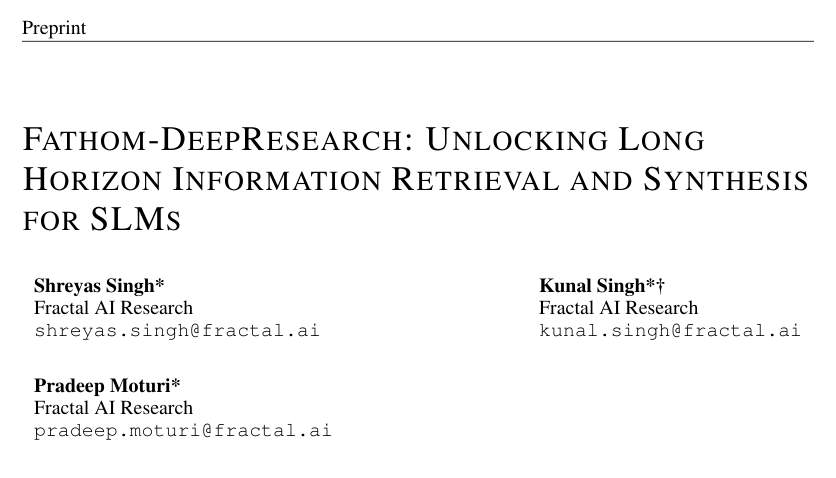 Preprint
FATHOM-DEEPRESEARCH: UNLOCKING LONG
HORIZON INFORMATION RETRIEVAL AND SYNTHESIS
FOR SLMS
Shreyas Singh*
Fractal AI Research
shreyas.singh@fractal.ai
Kunal Singh*†
Fractal AI Research
kunal.singh@fractal.ai
Pradeep Moturi*
Fractal AI Research
pradeep.moturi@fractal.ai